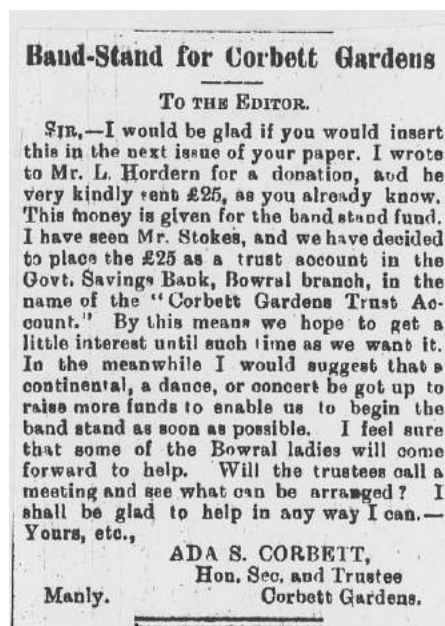 Band-Stand for Corbett Gardens
TO THE EDITOR.
SIR,—I would be glad if you would insert
this in the next issue of your paper. I wrote
to Mr. L. Hordern for a donation, and he
very kindly sent £25, as you already know.
This money is given for the band stand fund.
I have seen Mr. Stokes, and we have decided
to place the £25 as a trust account in the
Govt. Savings Bank, Bowral branch, in the
name of the "Corbett Gardens Trust Ac-
count." By this means we hope to get a
little interest until such time as we want it.
In the meanwhile I would suggest that a
continental, a dance, or concert be got up to
raise more funds to enable us to begin the
band stand as soon as possible. I feel sure
that some of the Bowral ladies will come
forward to help. Will the trustees call a
meeting and see what can be arranged? I
shall be glad to help in any way I can.—
Yours, etc.,
ADA S. CORBETT,
Hon. Sec. and Trustee
Manly. Corbett Gardens.